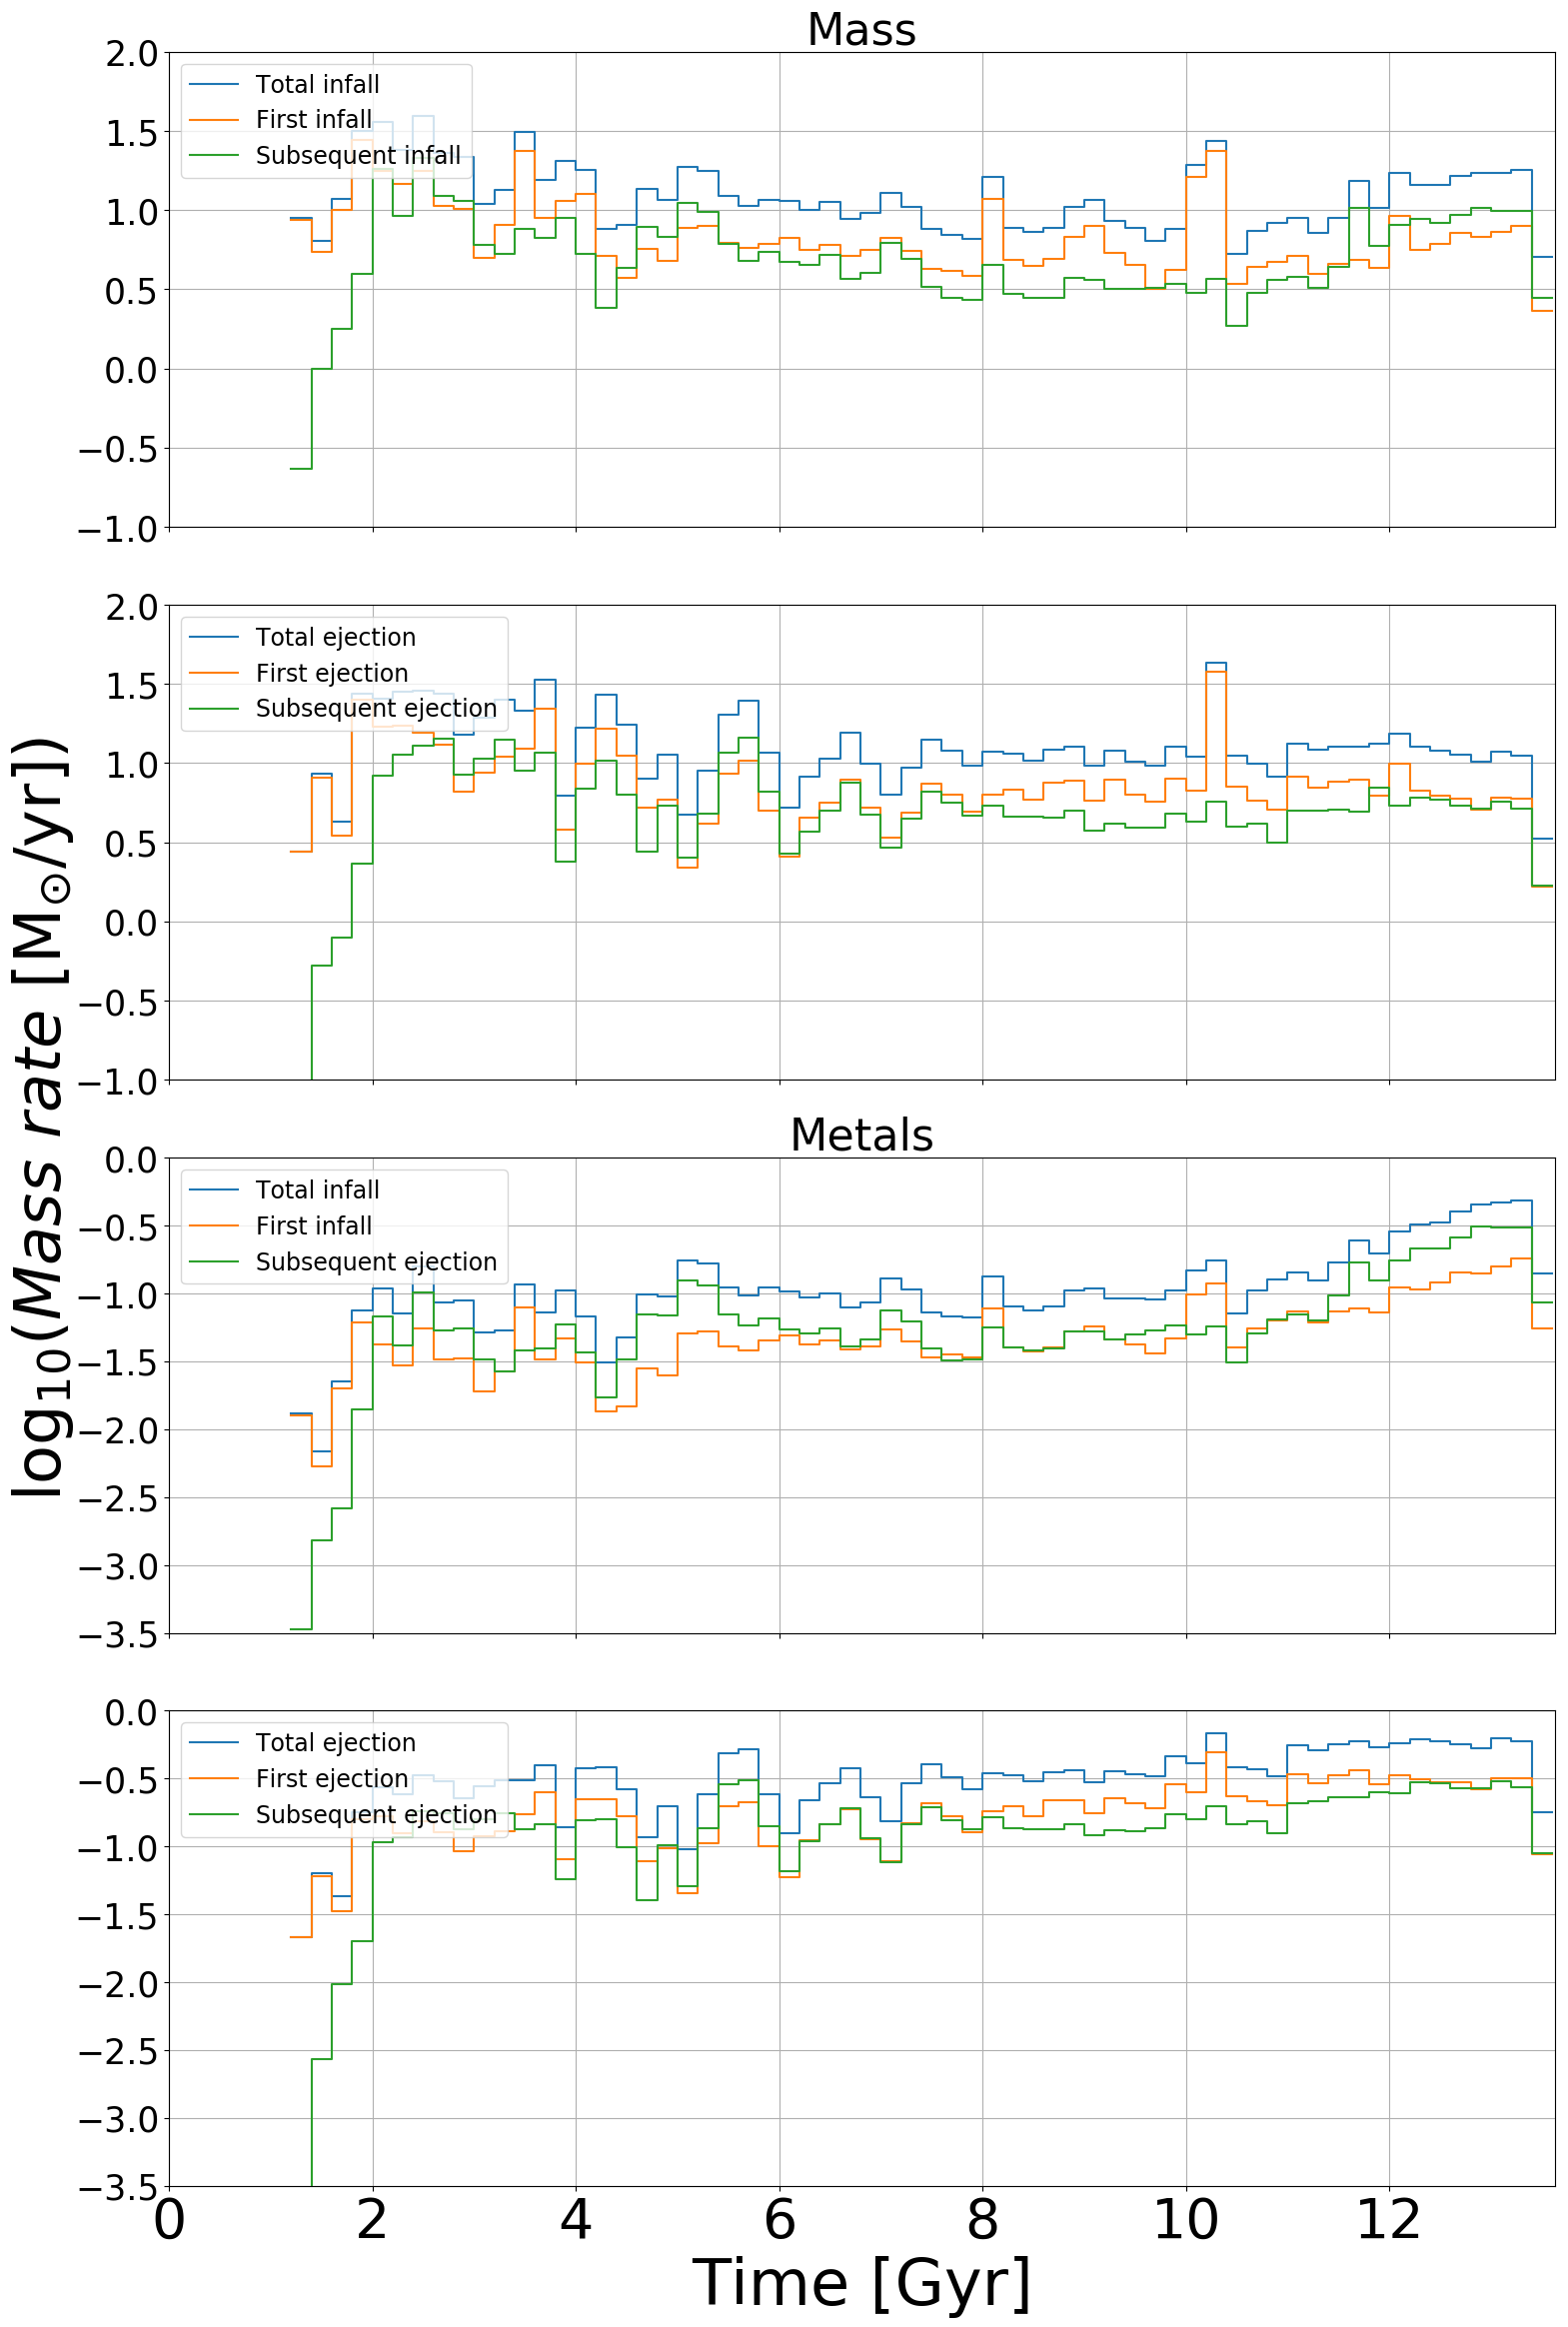 Mass
2.0
1.5
1.0
0.5
0.0
−0.5
−1.0
Total infall
First infall
Subsequent infall
2.0
1.5
1.0
0.5
0.0
−0.5
−1.0
Total ejection
First ejection
Subsequent ejection
log₁₀(Mass rate [M☉/yr])
Metals
0.0
−0.5
−1.0
−1.5
−2.0
−2.5
−3.0
−3.5
Total infall
First infall
Subsequent ejection
0.0
−0.5
−1.0
−1.5
−2.0
−2.5
−3.0
−3.5
Total ejection
First ejection
Subsequent ejection
0 2 4 6 8 10 12
Time [Gyr]